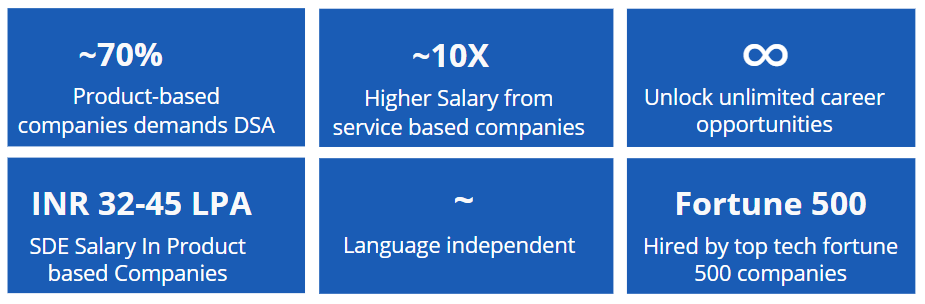 ~70%
Product-based
companies demands DSA
~10X
Higher Salary from
service based companies
∞
Unlock unlimited career
opportunities
INR 32-45 LPA
SDE Salary In Product
based Companies
~
Language independent
Fortune 500
Hired by top tech fortune
500 companies